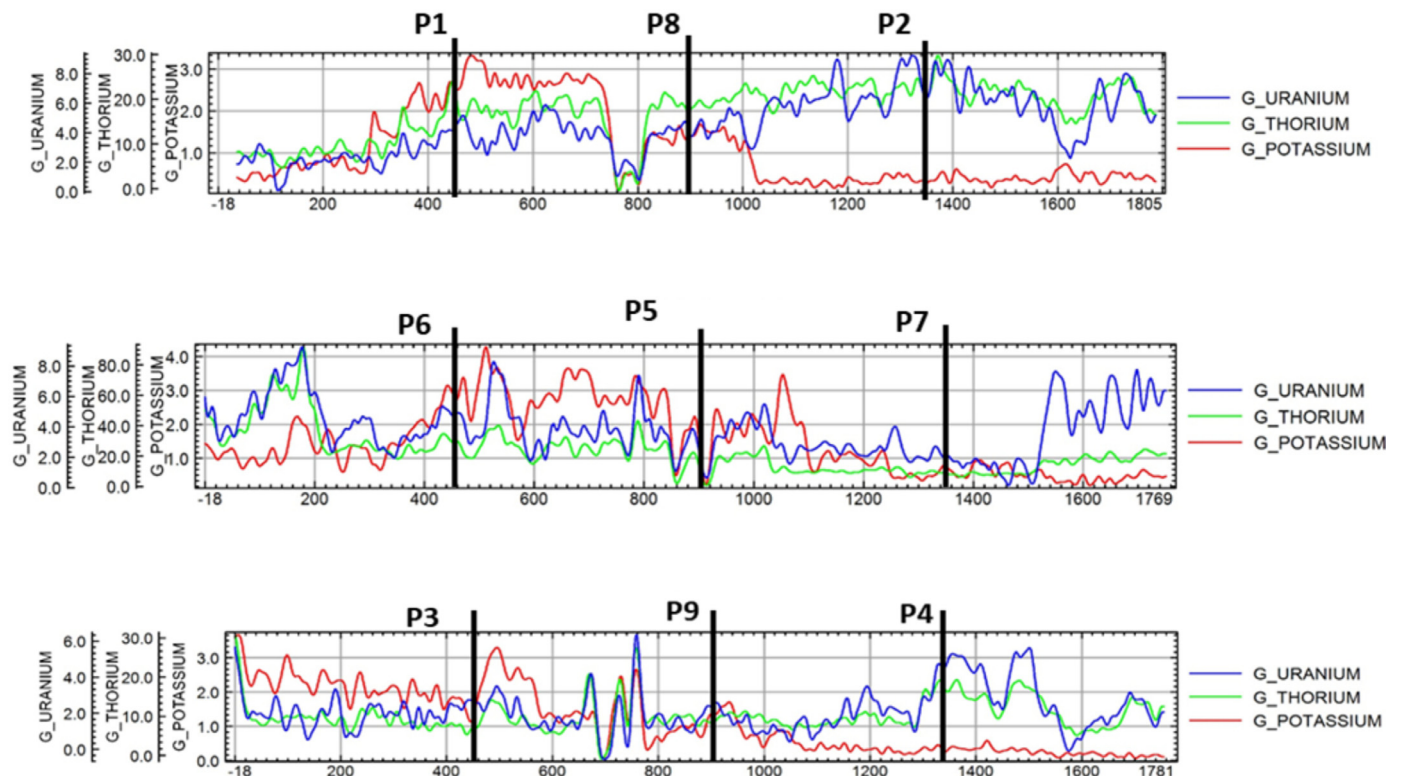 P1 P8 P2
G_URANIUM 8.0 6.0 4.0 2.0 0.0
G_THORIUM 30.0 20.0 10.0 0.0
G_POTASSIUM 3.0 2.0 1.0
-18 200 400 600 800 1000 1200 1400 1600 1805
G_URANIUM
G_THORIUM
G_POTASSIUM
P6 P5 P7
G_URANIUM 8.0 6.0 4.0 2.0 0.0
G_THORIUM 80.0 60.0 40.0 20.0 0.0
G_POTASSIUM 4.0 3.0 2.0 1.0
-18 200 400 600 800 1000 1200 1400 1600 1769
G_URANIUM
G_THORIUM
G_POTASSIUM
P3 P9 P4
G_URANIUM 6.0 4.0 2.0 0.0
G_THORIUM 30.0 20.0 10.0 0.0
G_POTASSIUM 3.0 2.0 1.0 0.0
-18 200 400 600 800 1000 1200 1400 1600 1781
G_URANIUM
G_THORIUM
G_POTASSIUM